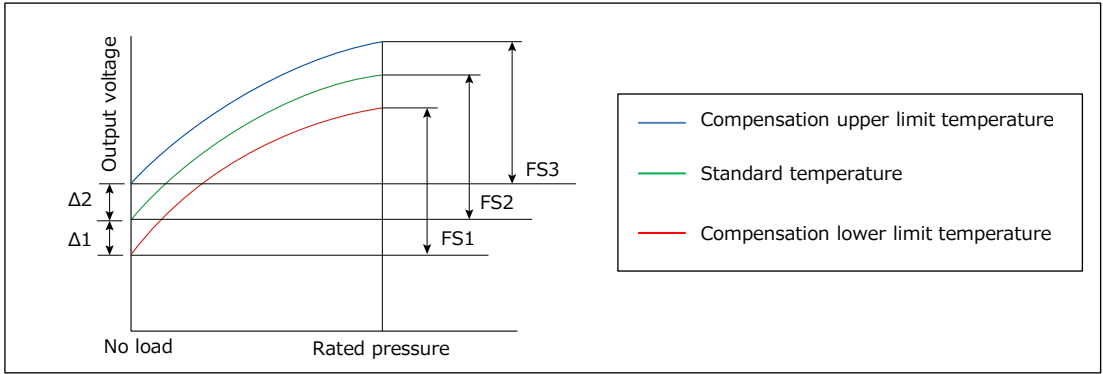 Output voltage
Δ2
Δ1
FS3
FS2
FS1
No load
Rated pressure
Compensation upper limit temperature
Standard temperature
Compensation lower limit temperature